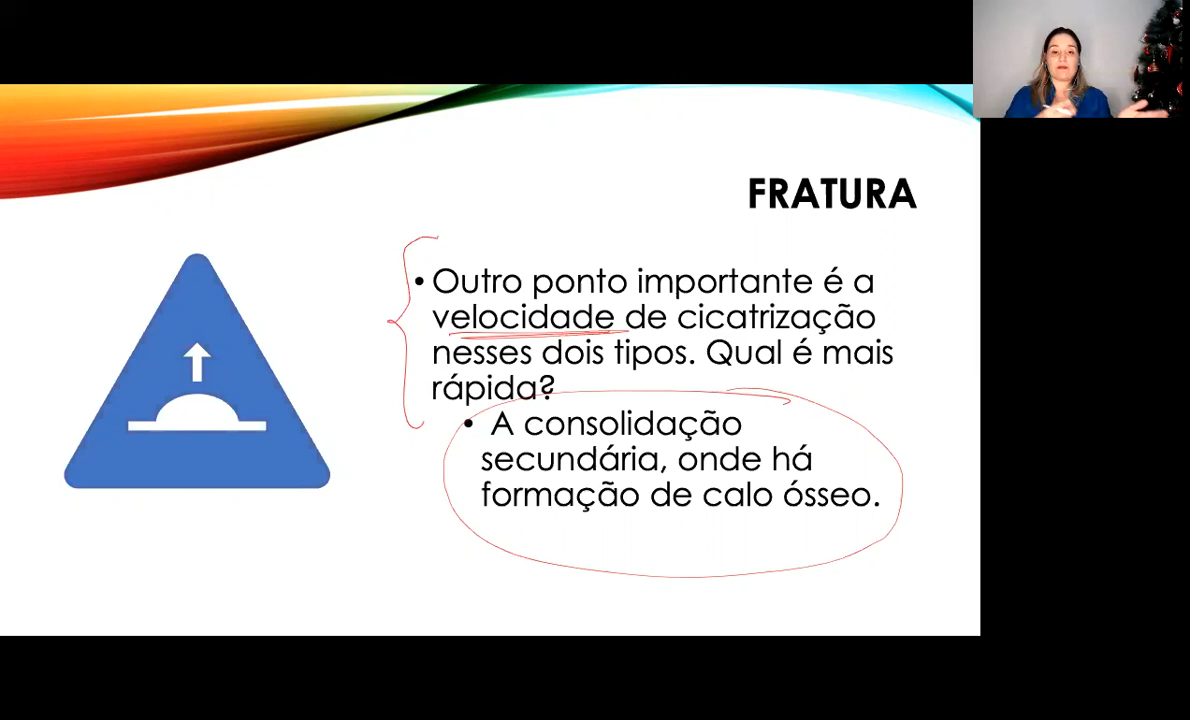 FRATURA
• Outro ponto importante é a
velocidade de cicatrização
nesses dois tipos. Qual é mais
rápida?
• A consolidação
secundária, onde há
formação de calo ósseo.